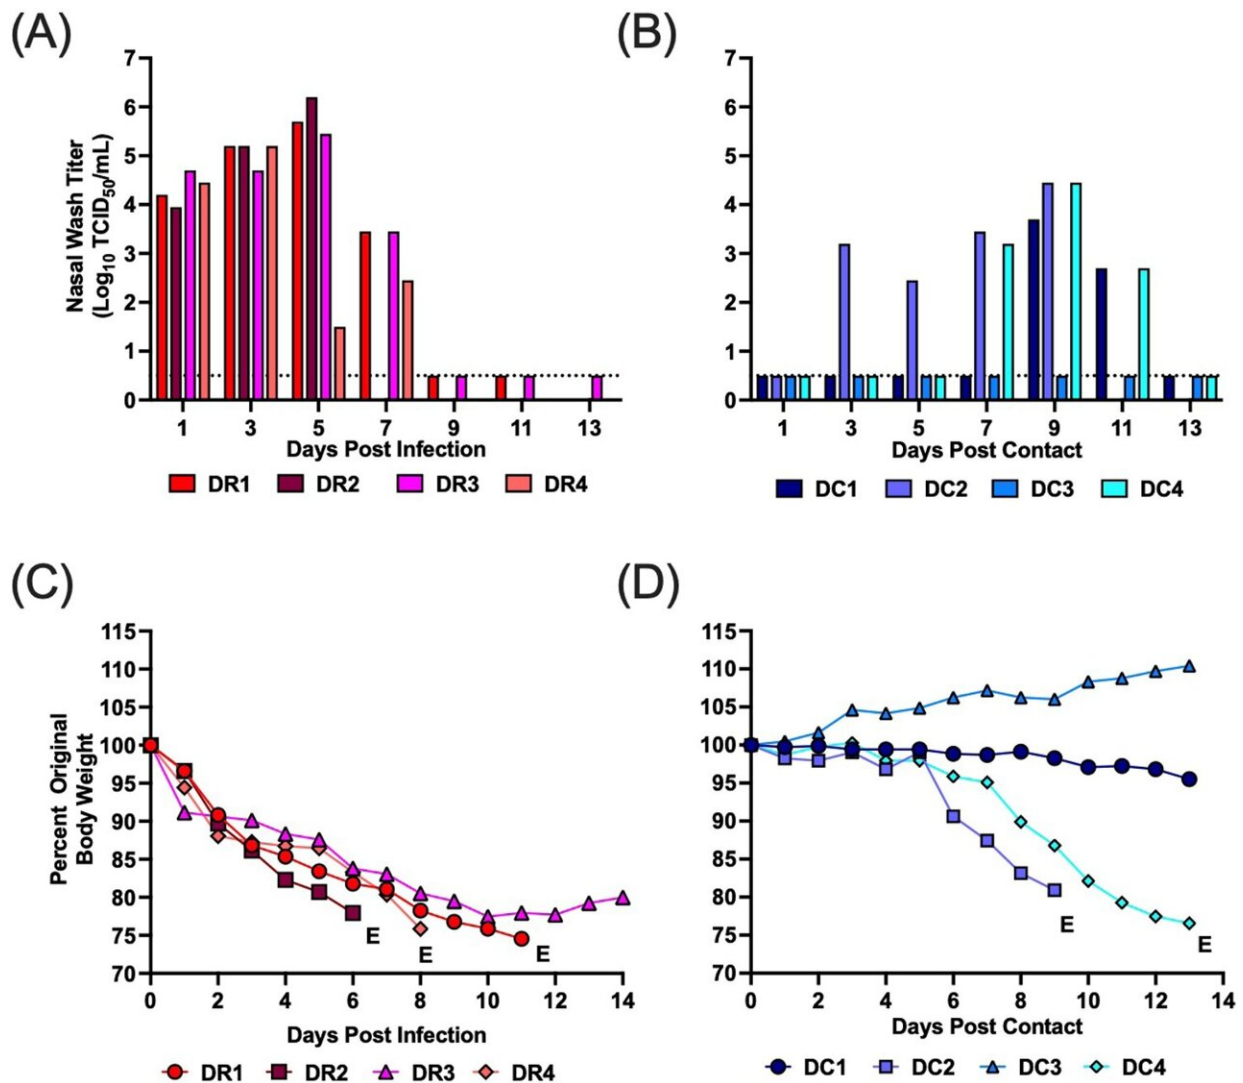 (A)
(B)
Nasal Wash Titer
(Log10 TCID50/mL)
7
6
5
4
3
2
1
0
1 3 5 7 9 11 13
Days Post Infection
DR1 DR2 DR3 DR4
7
6
5
4
3
2
1
0
1 3 5 7 9 11 13
Days Post Contact
DC1 DC2 DC3 DC4
(C)
(D)
Percent Original
Body Weight
115
110
105
100
95
90
85
80
75
70
E
E
E
0 2 4 6 8 10 12 14
Days Post Infection
DR1 DR2 DR3 DR4
115
110
105
100
95
90
85
80
75
70
E
E
0 2 4 6 8 10 12 14
Days Post Contact
DC1 DC2 DC3 DC4